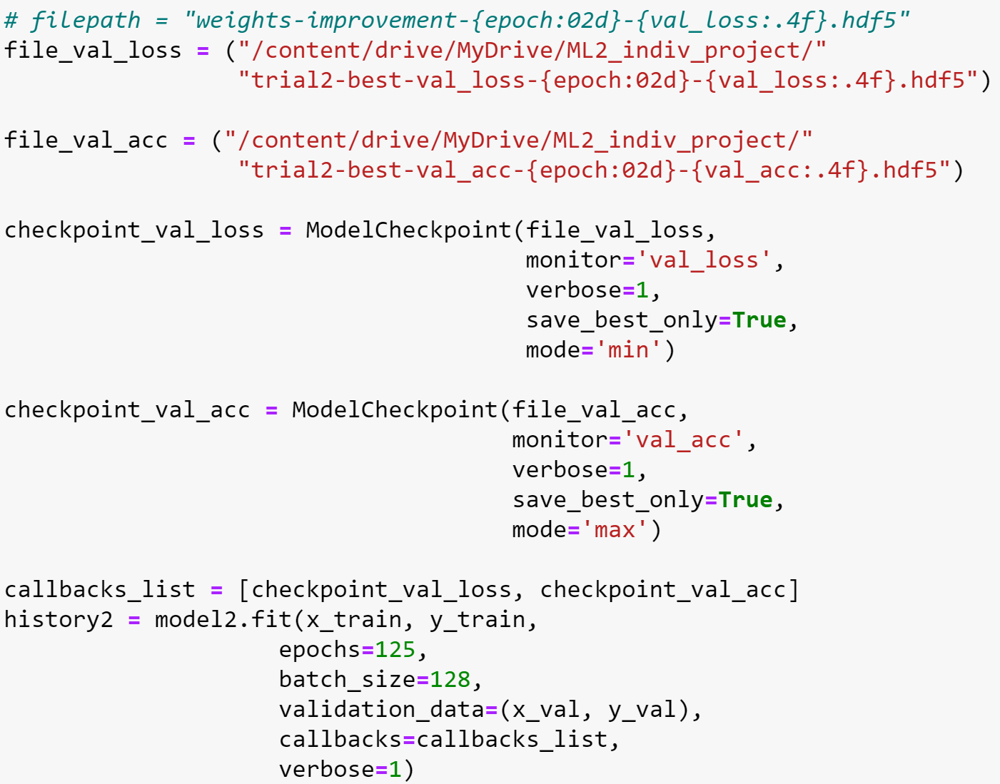 # filepath = "weights-improvement-{epoch:02d}-{val_loss:.4f}.hdf5"
file_val_loss = ("/content/drive/MyDrive/ML2_indiv_project/"
                 "trial2-best-val_loss-{epoch:02d}-{val_loss:.4f}.hdf5")

file_val_acc = ("/content/drive/MyDrive/ML2_indiv_project/"
                 "trial2-best-val_acc-{epoch:02d}-{val_acc:.4f}.hdf5")

checkpoint_val_loss = ModelCheckpoint(file_val_loss,
                                      monitor='val_loss',
                                      verbose=1,
                                      save_best_only=True,
                                      mode='min')

checkpoint_val_acc = ModelCheckpoint(file_val_acc,
                                     monitor='val_acc',
                                     verbose=1,
                                     save_best_only=True,
                                     mode='max')

callbacks_list = [checkpoint_val_loss, checkpoint_val_acc]
history2 = model2.fit(x_train, y_train,
                    epochs=125,
                    batch_size=128,
                    validation_data=(x_val, y_val),
                    callbacks=callbacks_list,
                    verbose=1)